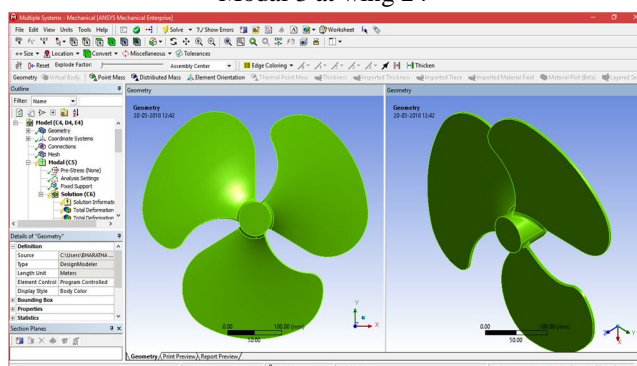 Modal 3 at wing 24
Multiple Systems - Mechanical [ANSYS Mechanical Enterprise]
File Edit View Units Tools Help
Solve ?/ Show Errors
Worksheet
Size Location Convert Miscellaneous Tolerances
Reset Explode Factor: Assembly Center
Edge Coloring
Thicken
Geometry Virtual Body Point Mass Distributed Mass Element Orientation Thermal Point Mass Imported Thickness Imported Trace Imported Material Field Material Plot (Beta) Layered Se
Outline
Filter: Name
Model (C4, D4, E4)
Geometry
Coordinate Systems
Connections
Mesh
Modal (C5)
Pre-Stress (None)
Analysis Settings
Fixed Support
Solution (C6)
Solution Informati
Total Deformation
Total Deformation
Details of "Geometry"
Definition
Source C:\Users\BHARATHA ...
Type DesignModeler
Length Unit Meters
Element Control Program Controlled
Display Style Body Color
Bounding Box
Properties
Statistics
Section Planes
Geometry
Geometry
20-03-2018 12:42
0.00 100.00 (mm)
50.00
Y
X
Geometry
Geometry
20-03-2018 12:42
0.00 100.00 (mm)
50.00
Y
Z X
Geometry Print Preview Report Preview